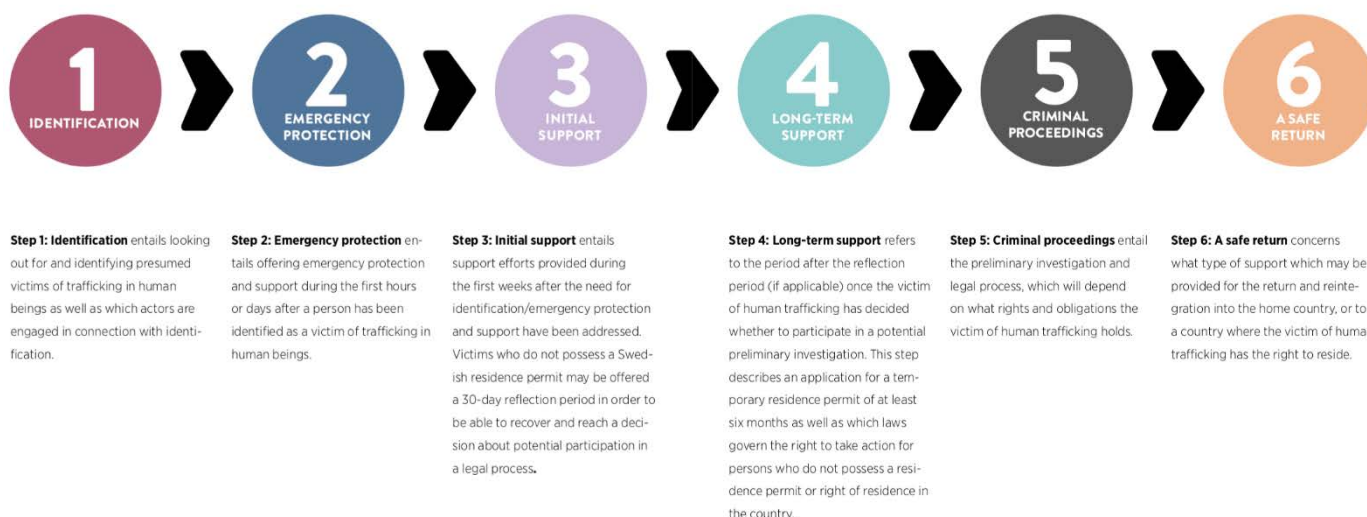 1
IDENTIFICATION
2
EMERGENCY
PROTECTION
3
INITIAL
SUPPORT
4
LONG-TERM
SUPPORT
5
CRIMINAL
PROCEEDINGS
6
A SAFE
RETURN
Step 1: Identification entails looking
out for and identifying presumed
victims of trafficking in human
beings as well as which actors are
engaged in connection with identi-
fication.
Step 2: Emergency protection en-
tails offering emergency protection
and support during the first hours
or days after a person has been
identified as a victim of trafficking in
human beings.
Step 3: Initial support entails
support efforts provided during
the first weeks after the need for
identification/emergency protection
and support have been addressed.
Victims who do not possess a Swed-
ish residence permit may be offered
a 30-day reflection period in order to
be able to recover and reach a deci-
sion about potential participation in
a legal process.
Step 4: Long-term support refers
to the period after the reflection
period (if applicable) once the victim
of human trafficking has decided
whether to participate in a potential
preliminary investigation. This step
describes an application for a tem-
porary residence permit of at least
six months as well as which laws
govern the right to take action for
persons who do not possess a resi-
dence permit or right of residence in
the country.
Step 5: Criminal proceedings entail
the preliminary investigation and
legal process, which will depend
on what rights and obligations the
victim of human trafficking holds.
Step 6: A safe return concerns
what type of support which may be
provided for the return and reinte-
gration into the home country, or to
a country where the victim of huma
trafficking has the right to reside.